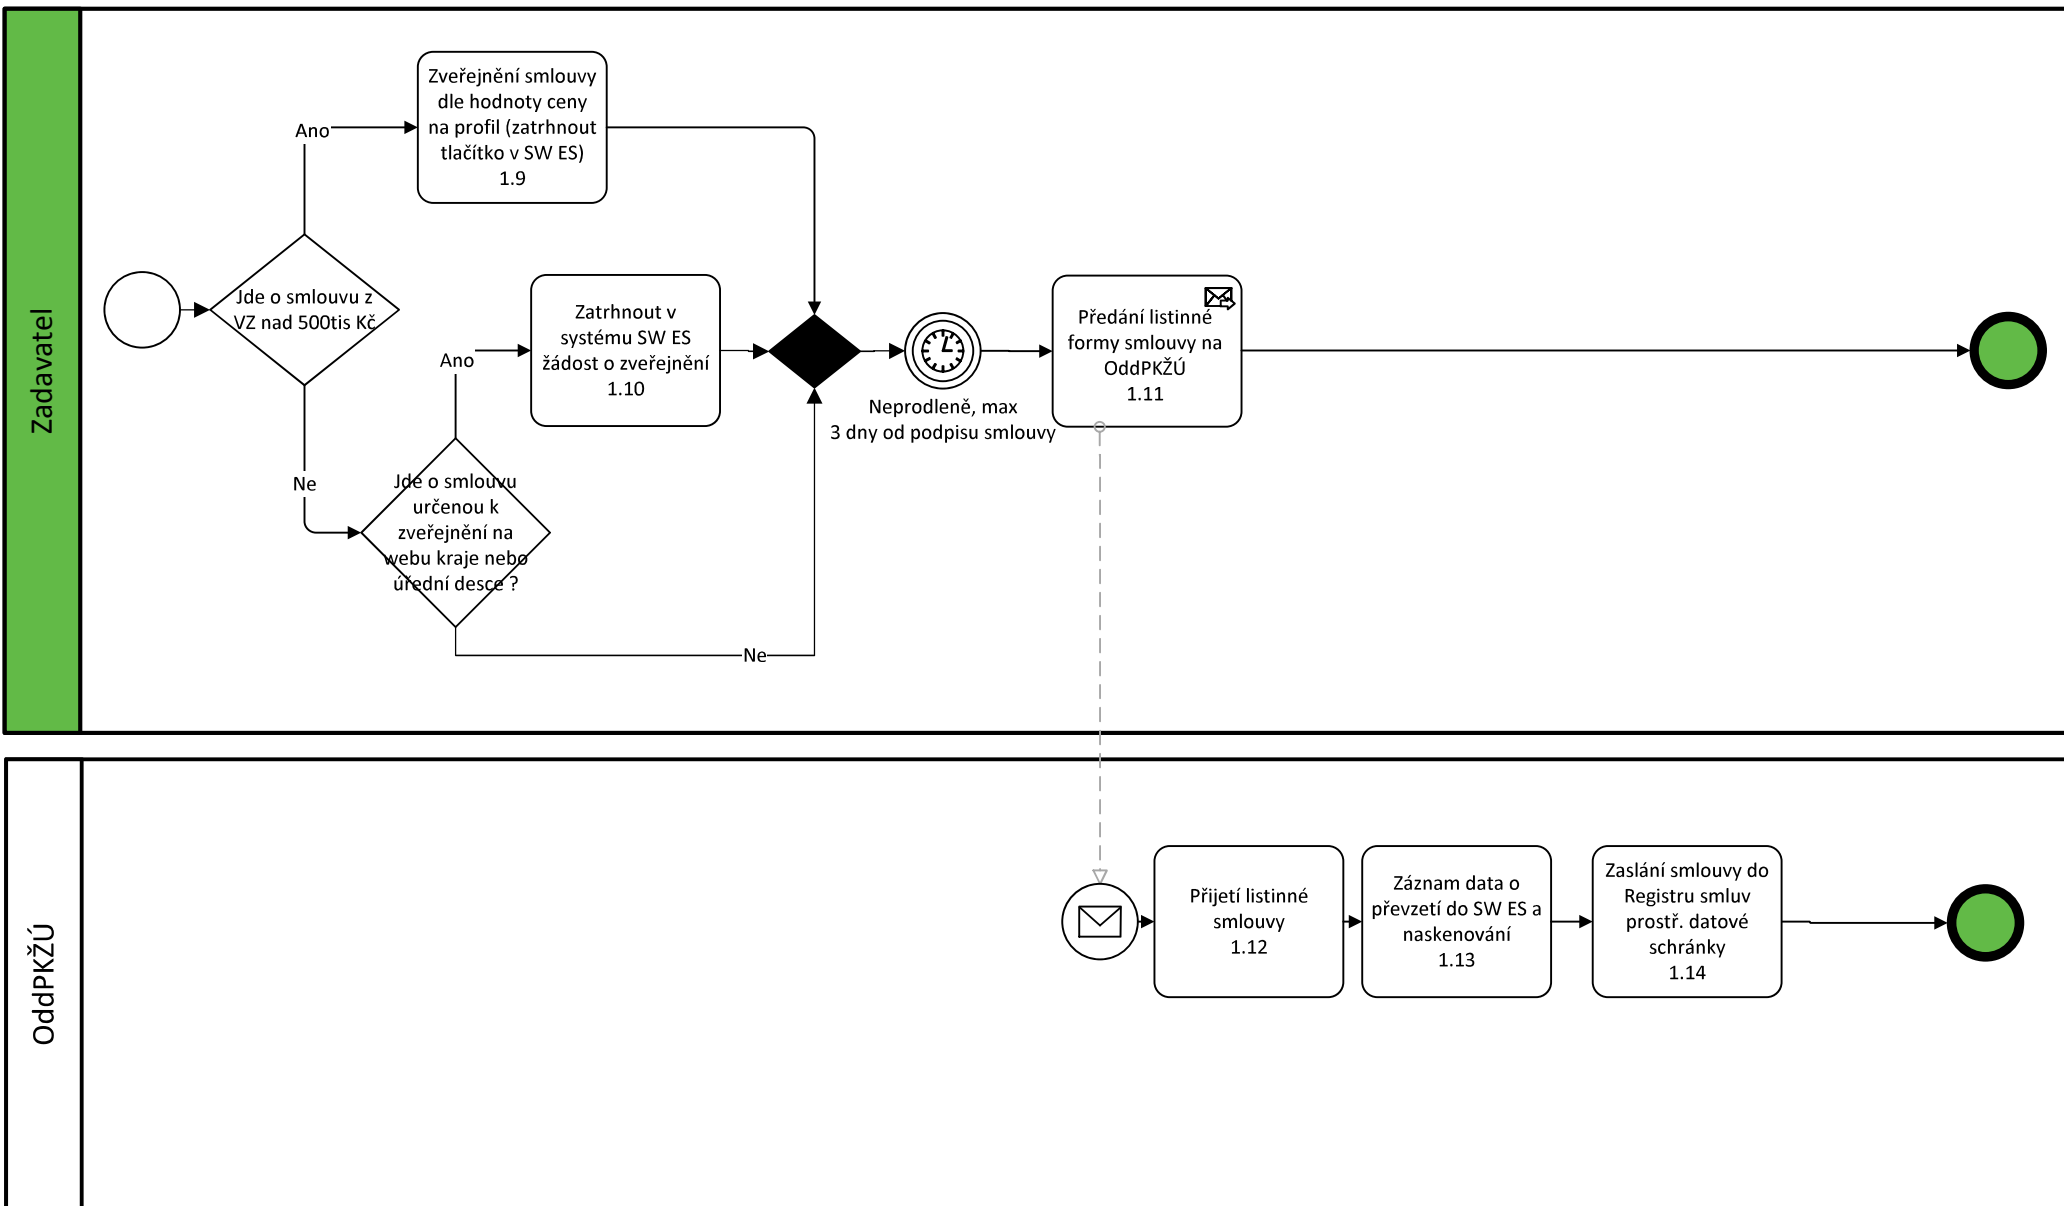 Zadavatel
Zveřejnění smlouvy
dle hodnoty ceny
na profil (zatrhnout
tlačítko v SW ES)
1.9
Ano
Jde o smlouvu z
VZ nad 500tis Kč
Ne
Ano
Zatrhnout v
systému SW ES
žádost o zveřejnění
1.10
Jde o smlouvu
určenou k
zveřejnění na
webu kraje nebo
úřední desce ?
Ne
Neprodleně, max
3 dny od podpisu smlouvy
Předání listinné
formy smlouvy na
OddPKŽÚ
1.11
OddPKŽÚ
Přijetí listinné
smlouvy
1.12
Záznam data o
převzetí do SW ES a
naskenování
1.13
Zaslání smlouvy do
Registru smluv
prostř. datové
schránky
1.14